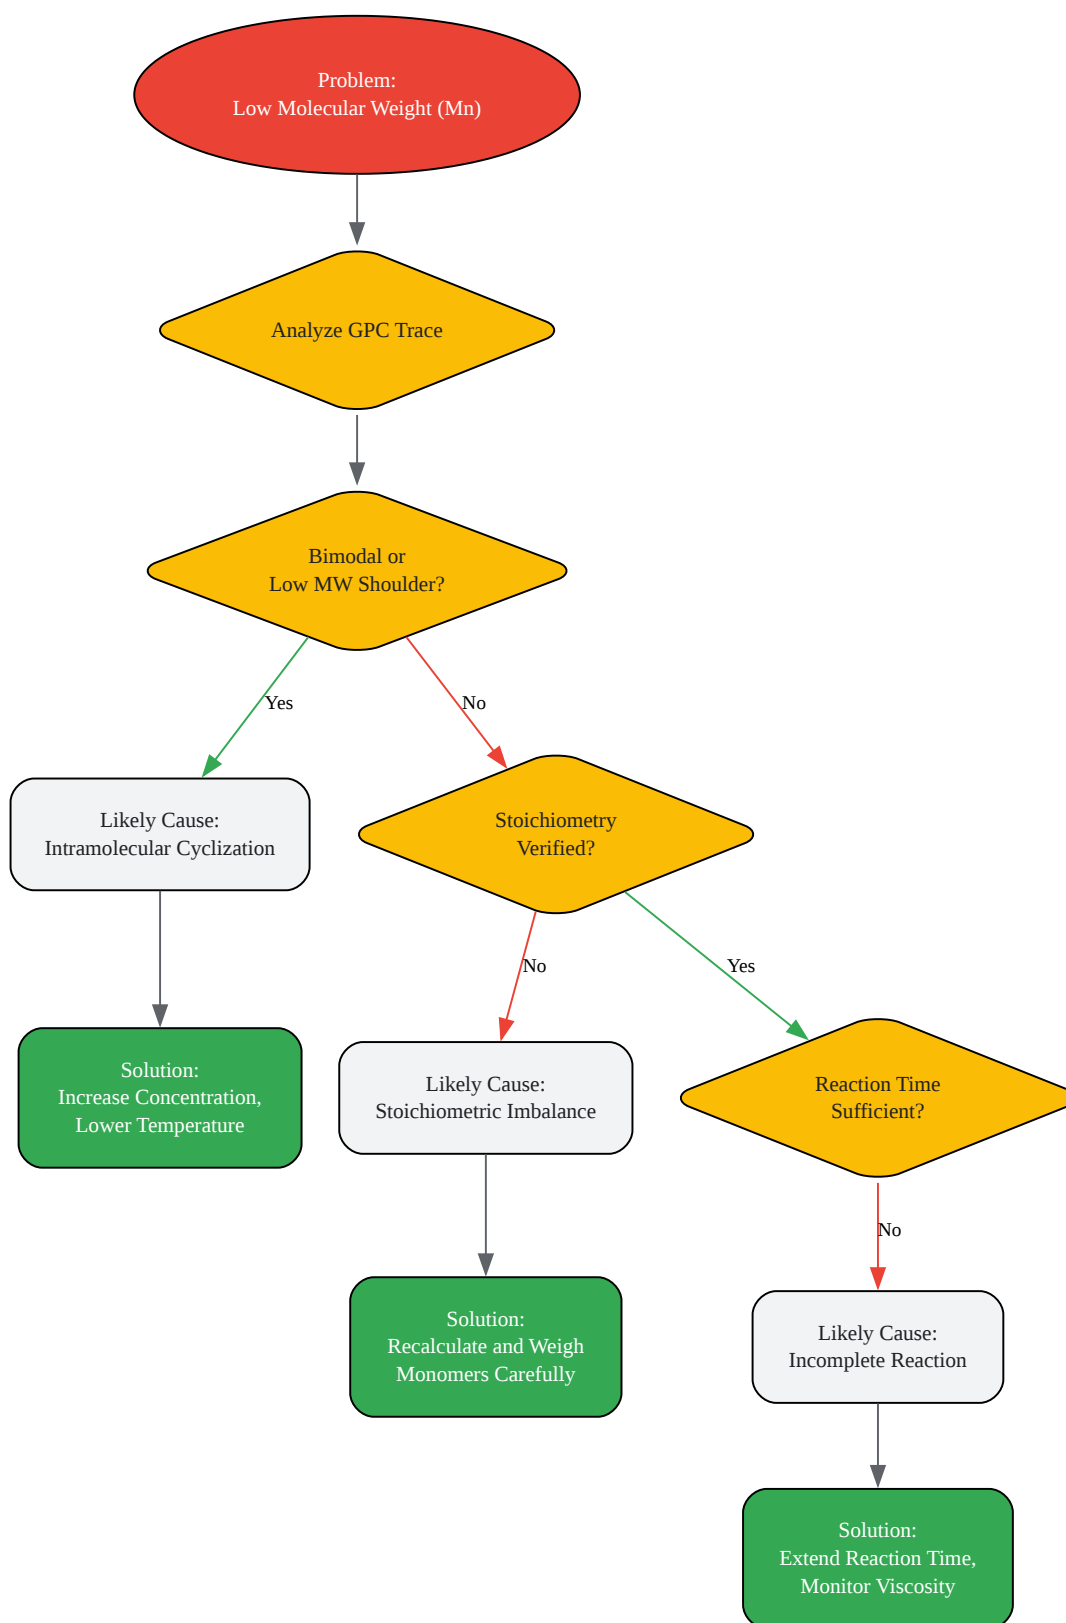 Problem:
Low Molecular Weight (Mn)
Analyze GPC Trace
Bimodal or
Low MW Shoulder?
Yes
No
Likely Cause:
Intramolecular Cyclization
Stoichiometry
Verified?
No
Yes
Solution:
Increase Concentration,
Lower Temperature
Likely Cause:
Stoichiometric Imbalance
Reaction Time
Sufficient?
No
Solution:
Recalculate and Weigh
Monomers Carefully
Likely Cause:
Incomplete Reaction
Solution:
Extend Reaction Time,
Monitor Viscosity